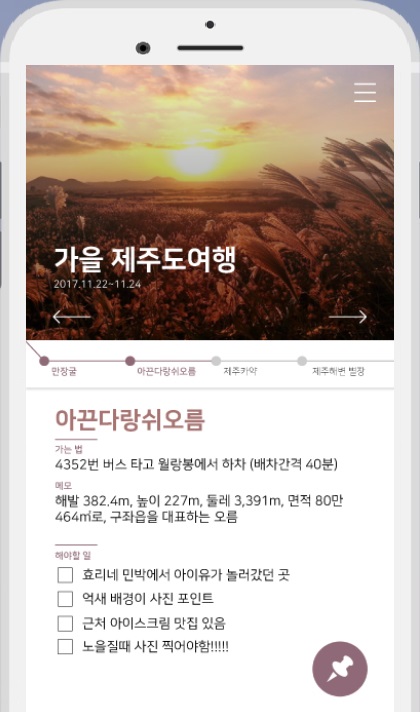 가을 제주도여행
2017.11.22~11.24
만장굴
아끈다랑쉬오름
제주카약
제주해변 별장
아끈다랑쉬오름
가는 법
4352번 버스 타고 월랑봉에서 하차 (배차간격 40분)
메모
해발 382.4m, 높이 227m, 둘레 3,391m, 면적 80만
464㎡로, 구좌읍을 대표하는 오름
해야할 일
효리네 민박에서 아이유가 놀러갔던 곳
억새 배경이 사진 포인트
근처 아이스크림 맛집 있음
노을질때 사진 찍어야함!!!!!